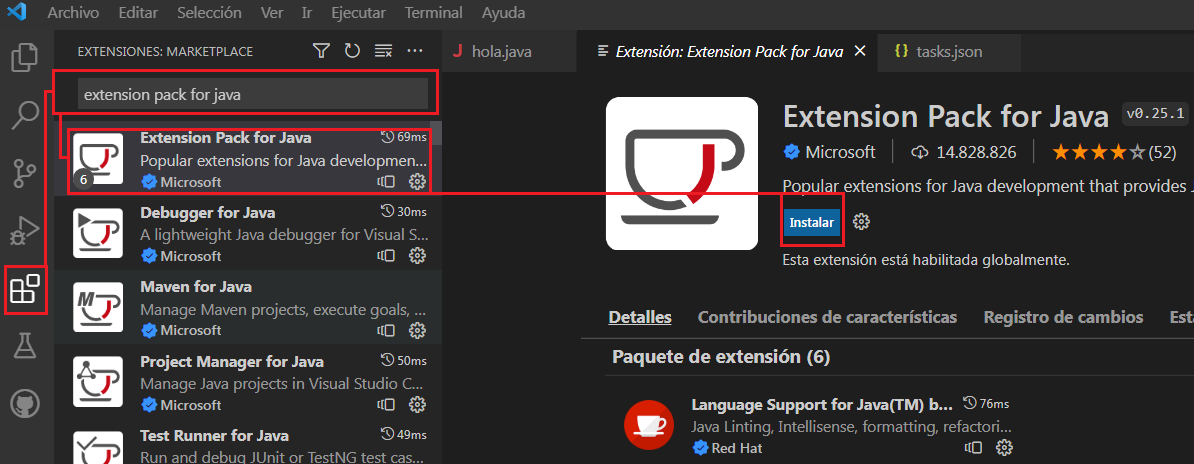 Archivo Editar Selección Ver Ir Ejecutar Terminal Ayuda
EXTENSIONES: MARKETPLACE
extension pack for java
Extension Pack for Java 69ms
Popular extensions for Java developmen...
6 Microsoft
Debugger for Java 30ms
A lightweight Java debugger for Visual S...
Microsoft
Maven for Java
Manage Maven projects, execute goals, ...
Microsoft
Project Manager for Java 50ms
Manage Java projects in Visual Studio C...
Microsoft
Test Runner for Java 49ms
Run and debug JUnit or TestNG test cas...
J hola.java Extensión: Extension Pack for Java {} tasks.json
Extension Pack for Java v0.25.1
Microsoft 14.828.826 (52)
Popular extensions for Java development that provides
Instalar
Esta extensión está habilitada globalmente.
Detalles Contribuciones de características Registro de cambios Est
Paquete de extensión (6)
Language Support for Java(TM) b... 76ms
Java Linting, Intellisense, formatting, refactori...
Red Hat